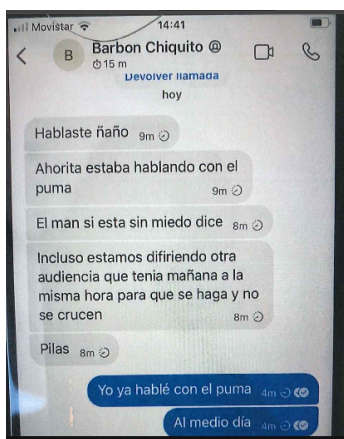 Movistar 14:41
B Barbon Chiquito
15 m
Devolver llamada
hoy
Hablaste ñaño 9m
Ahorita estaba hablando con el
puma 9m
El man si esta sin miedo dice 8m
Incluso estamos difiriendo otra
audiencia que tenia mañana a la
misma hora para que se haga y no
se crucen 8m
Pilas 8m
Yo ya hablé con el puma 4m
Al medio día 4m